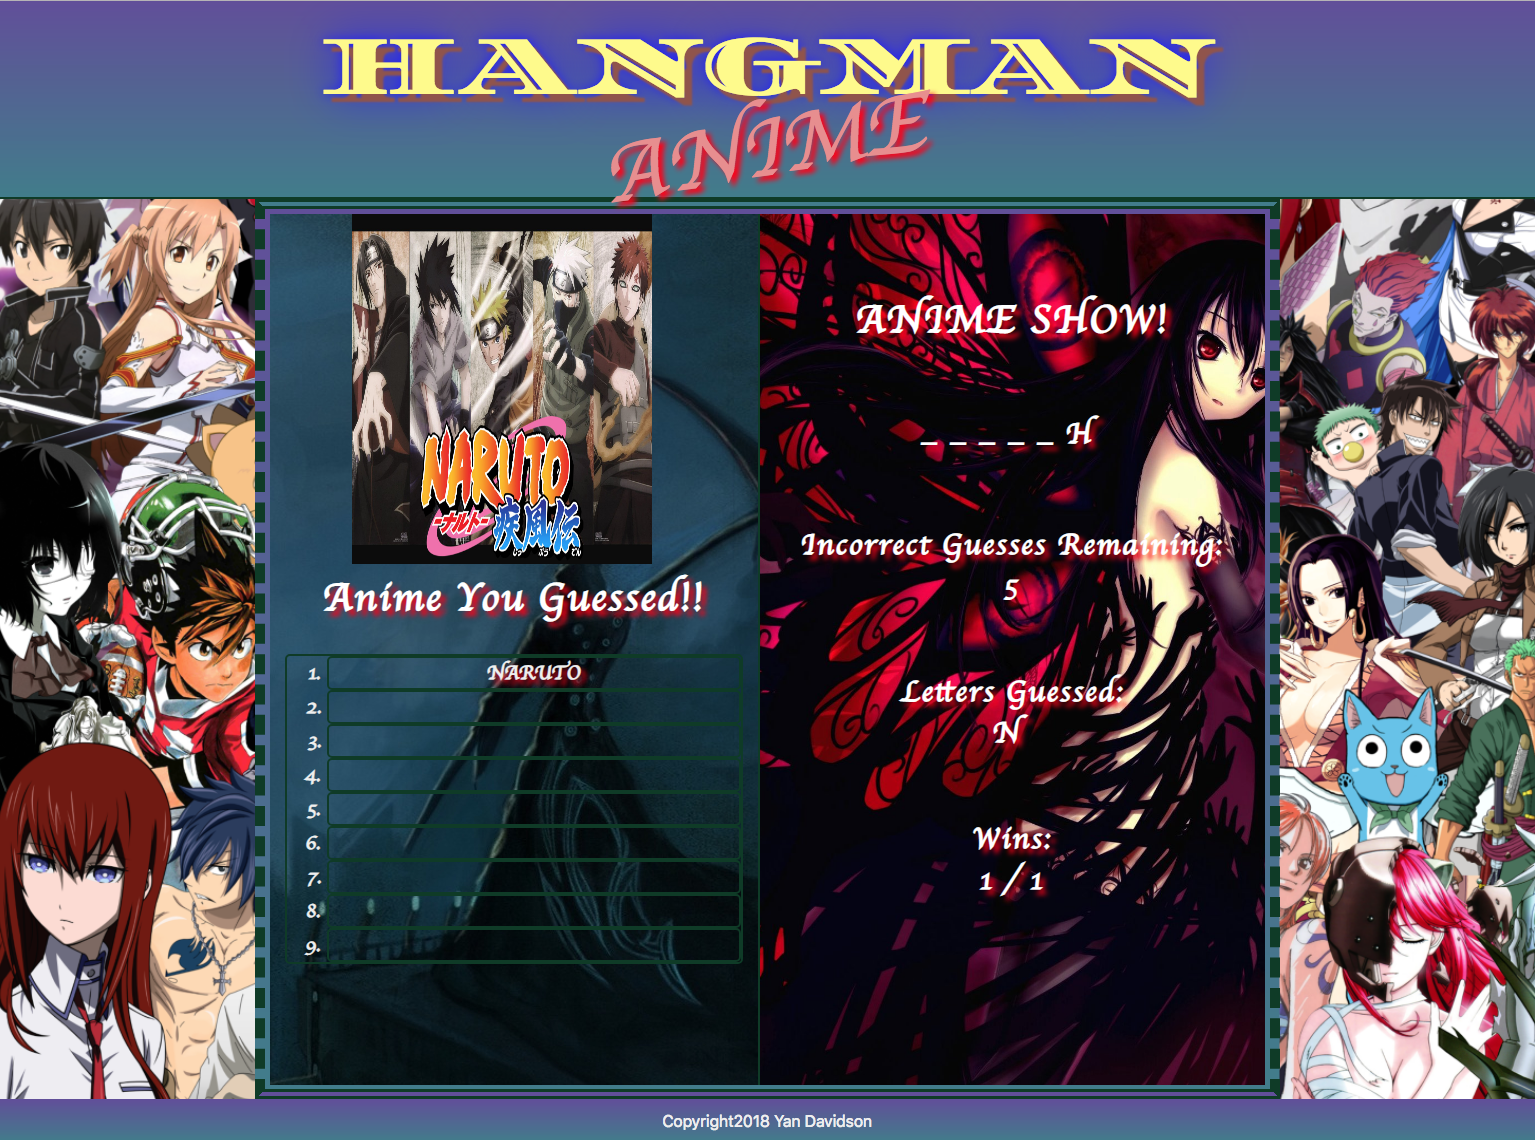 HANGMAN
ANIME
NARUTO
-ナルト-
疾風伝
Anime You Guessed!!
1. NARUTO
2.
3.
4.
5.
6.
7.
8.
9.
ANIME SHOW!
_ _ _ _ _ H
Incorrect Guesses Remaining:
5
Letters Guessed:
N
Wins:
1 / 1
Copyright2018 Yan Davidson